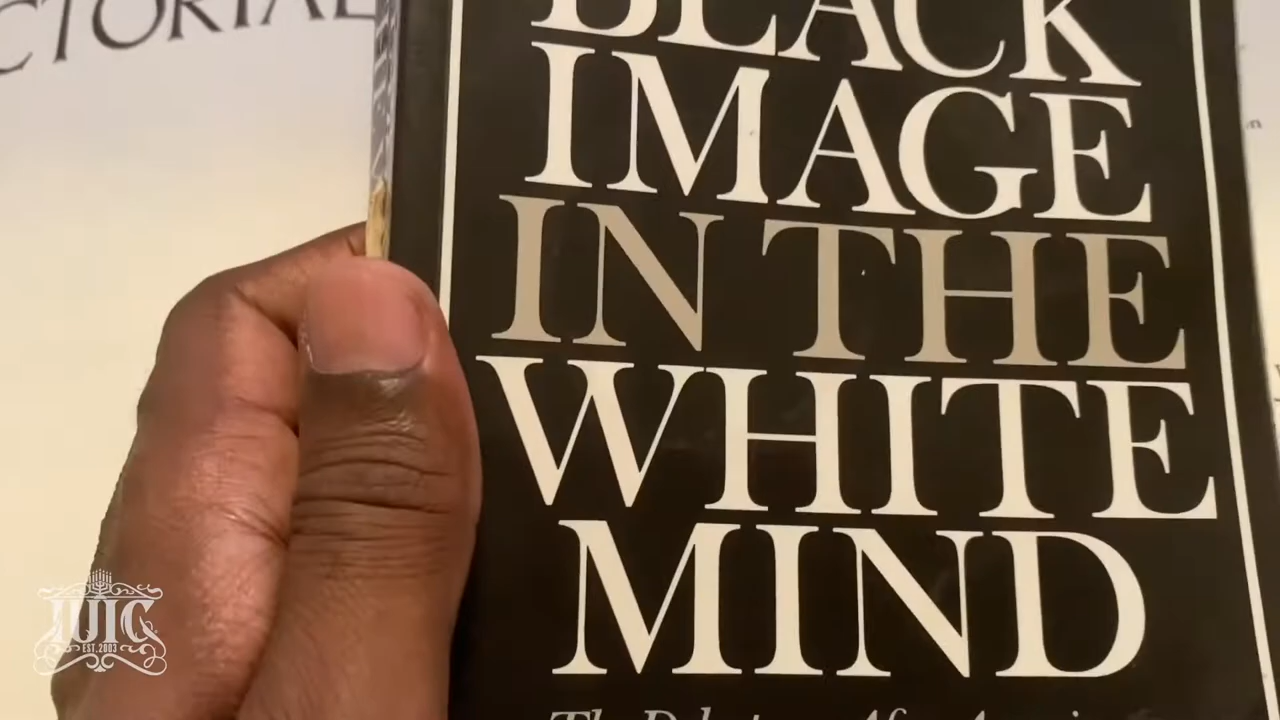 CTORIAL
BLACK
IMAGE
IN THE
WHITE
MIND
IUIC
EST. 2003